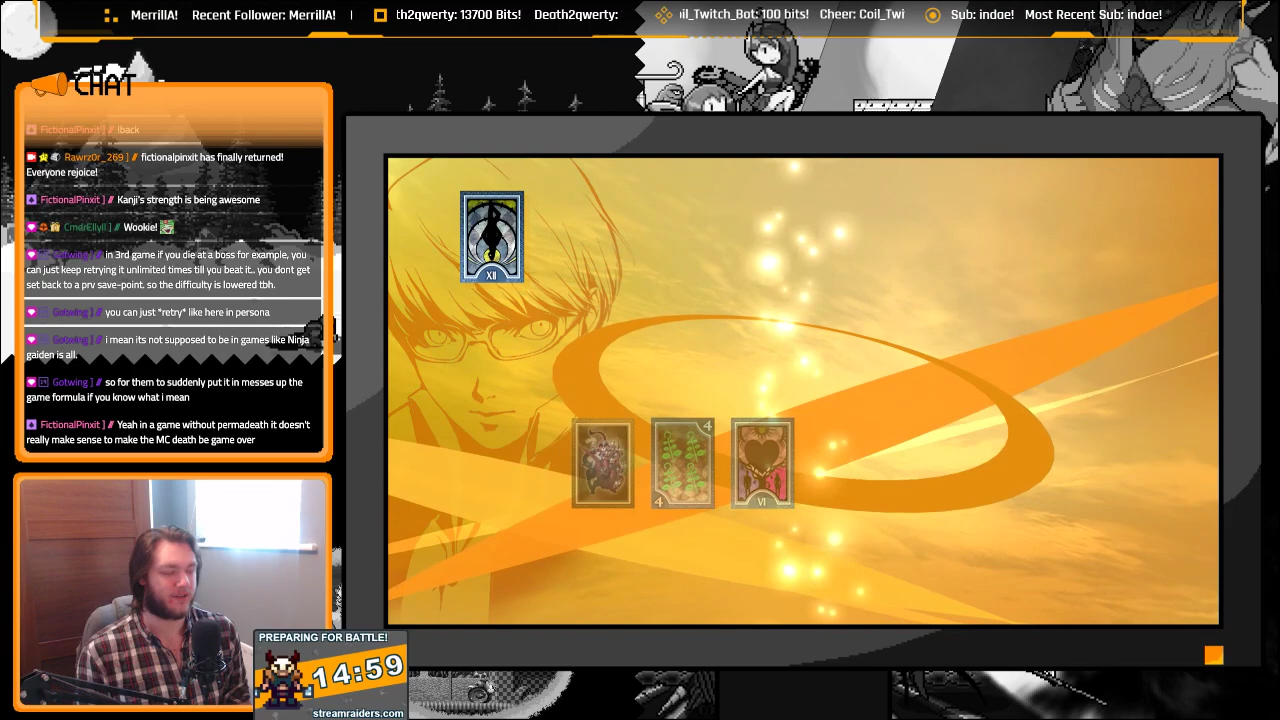 MerrillA! Recent Follower: MerrillA! th2qwerty: 13700 Bits! Death2qwerty: il_Twitch_Bot: 100 bits! Cheer: Coil_Twi Sub: indae! Most Recent Sub: indae!
CHAT
FictionalPinxit ] // !back
Rawrz0r_269 ] // fictionalpinxit has finally returned!
Everyone rejoice!
FictionalPinxit ] // Kanji's strength is being awesome
CmdrEllyII ] // Wookie!
Gotwing ] // in 3rd game if you die at a boss for example, you
can just keep retrying it unlimited times till you beat it.. you dont get
set back to a prv save-point. so the difficulty is lowered tbh.
Gotwing ] // you can just *retry* like here in persona
Gotwing ] // i mean its not supposed to be in games like Ninja
gaiden is all.
Gotwing ] // so for them to suddenly put it in messes up the
game formula if you know what i mean
FictionalPinxit ] // Yeah in a game without permadeath it doesn't
really make sense to make the MC death be game over
XII
4
4
VI
PREPARING FOR BATTLE!
14:59
streamraiders.com